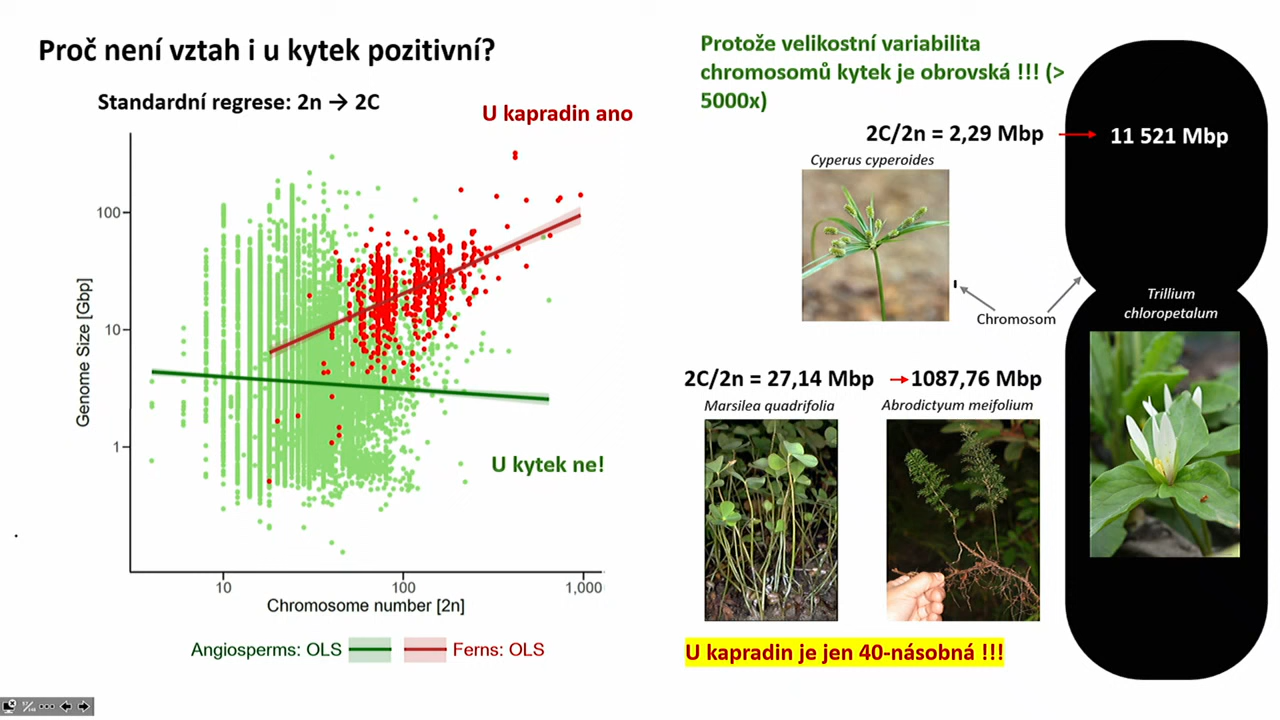 Proč není vztah i u kytek pozitivní?
Standardní regrese: 2n → 2C
U kapradin ano
Genome Size [Gbp]
100
10
1
U kytek ne!
10
100
1,000
Chromosome number [2n]
Angiosperms: OLS
Ferns: OLS
Protože velikostní variabilita
chromosomů kytek je obrovská !!! (>
5000x)
2C/2n = 2,29 Mbp
11 521 Mbp
Cyperus cyperoides
Chromosom
Trillium
chloropetalum
2C/2n = 27,14 Mbp
1087,76 Mbp
Marsilea quadrifolia
Abrodictyum meifolium
U kapradin je jen 40-násobná !!!